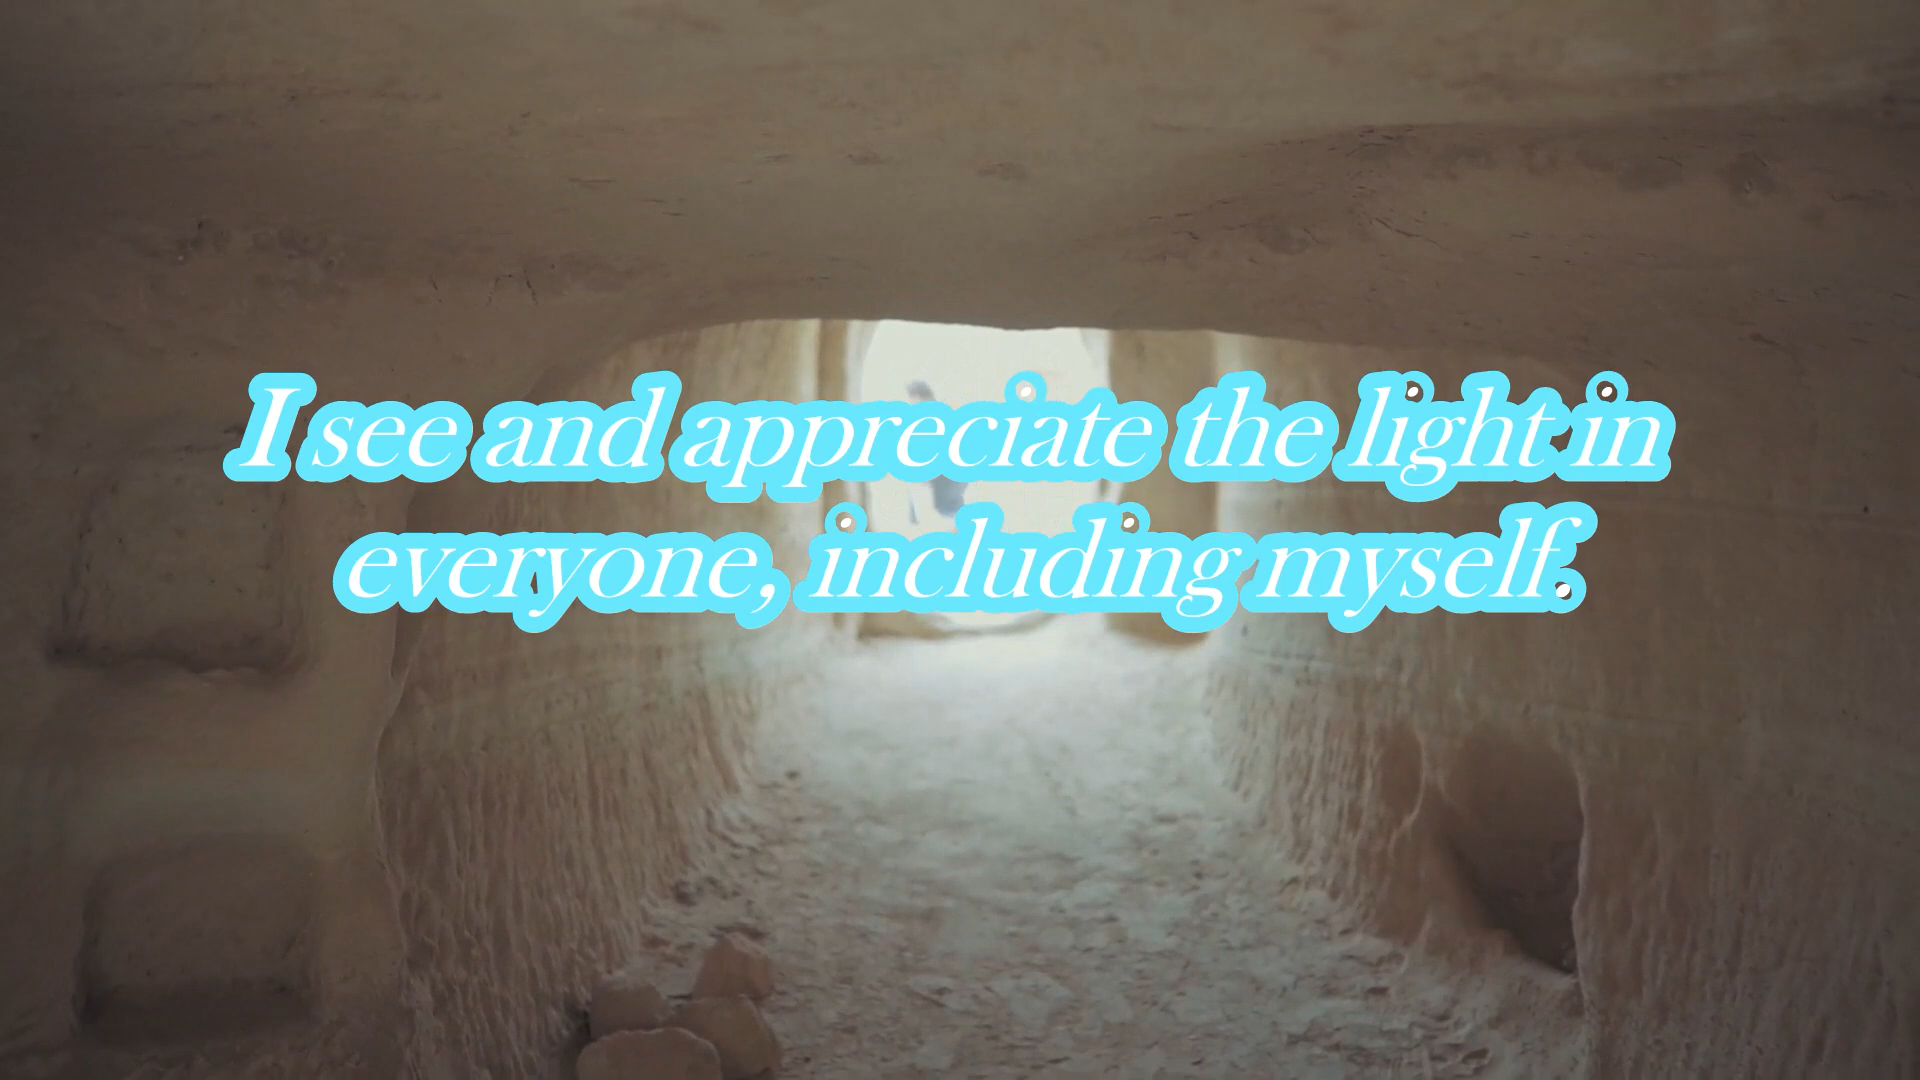 I see and appreciate the light in
everyone, including myself.